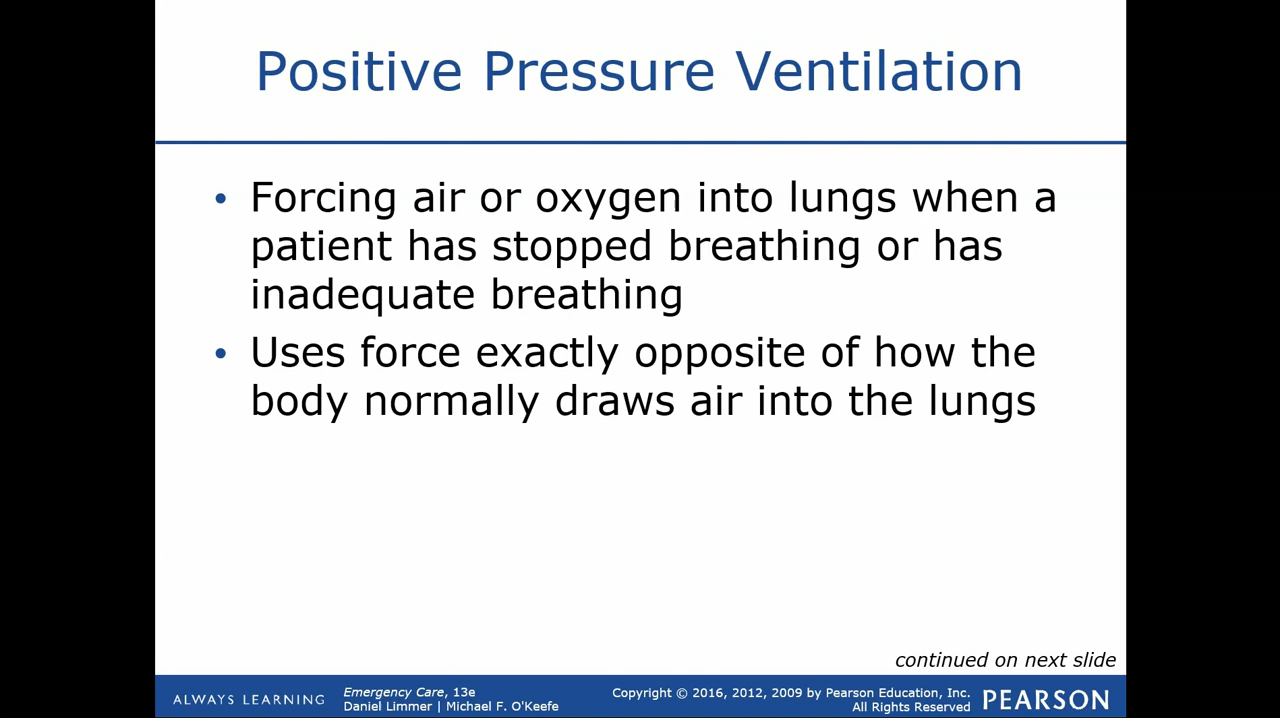 Positive Pressure Ventilation
• Forcing air or oxygen into lungs when a
patient has stopped breathing or has
inadequate breathing
• Uses force exactly opposite of how the
body normally draws air into the lungs
continued on next slide
ALWAYS LEARNING
Emergency Care, 13e
Daniel Limmer | Michael F. O'Keefe
Copyright © 2016, 2012, 2009 by Pearson Education, Inc.
All Rights Reserved
PEARSON